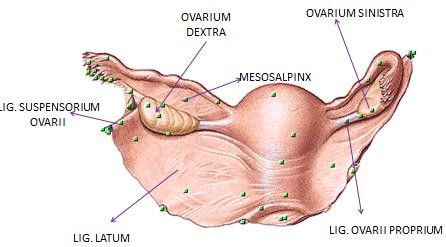 OVARIUM
DEXTRA
OVARIUM SINISTRA
MESOSALPINX
LIG. SUSPENSORIUM
OVARII
LIG. OVARII PROPRIUM
LIG. LATUM